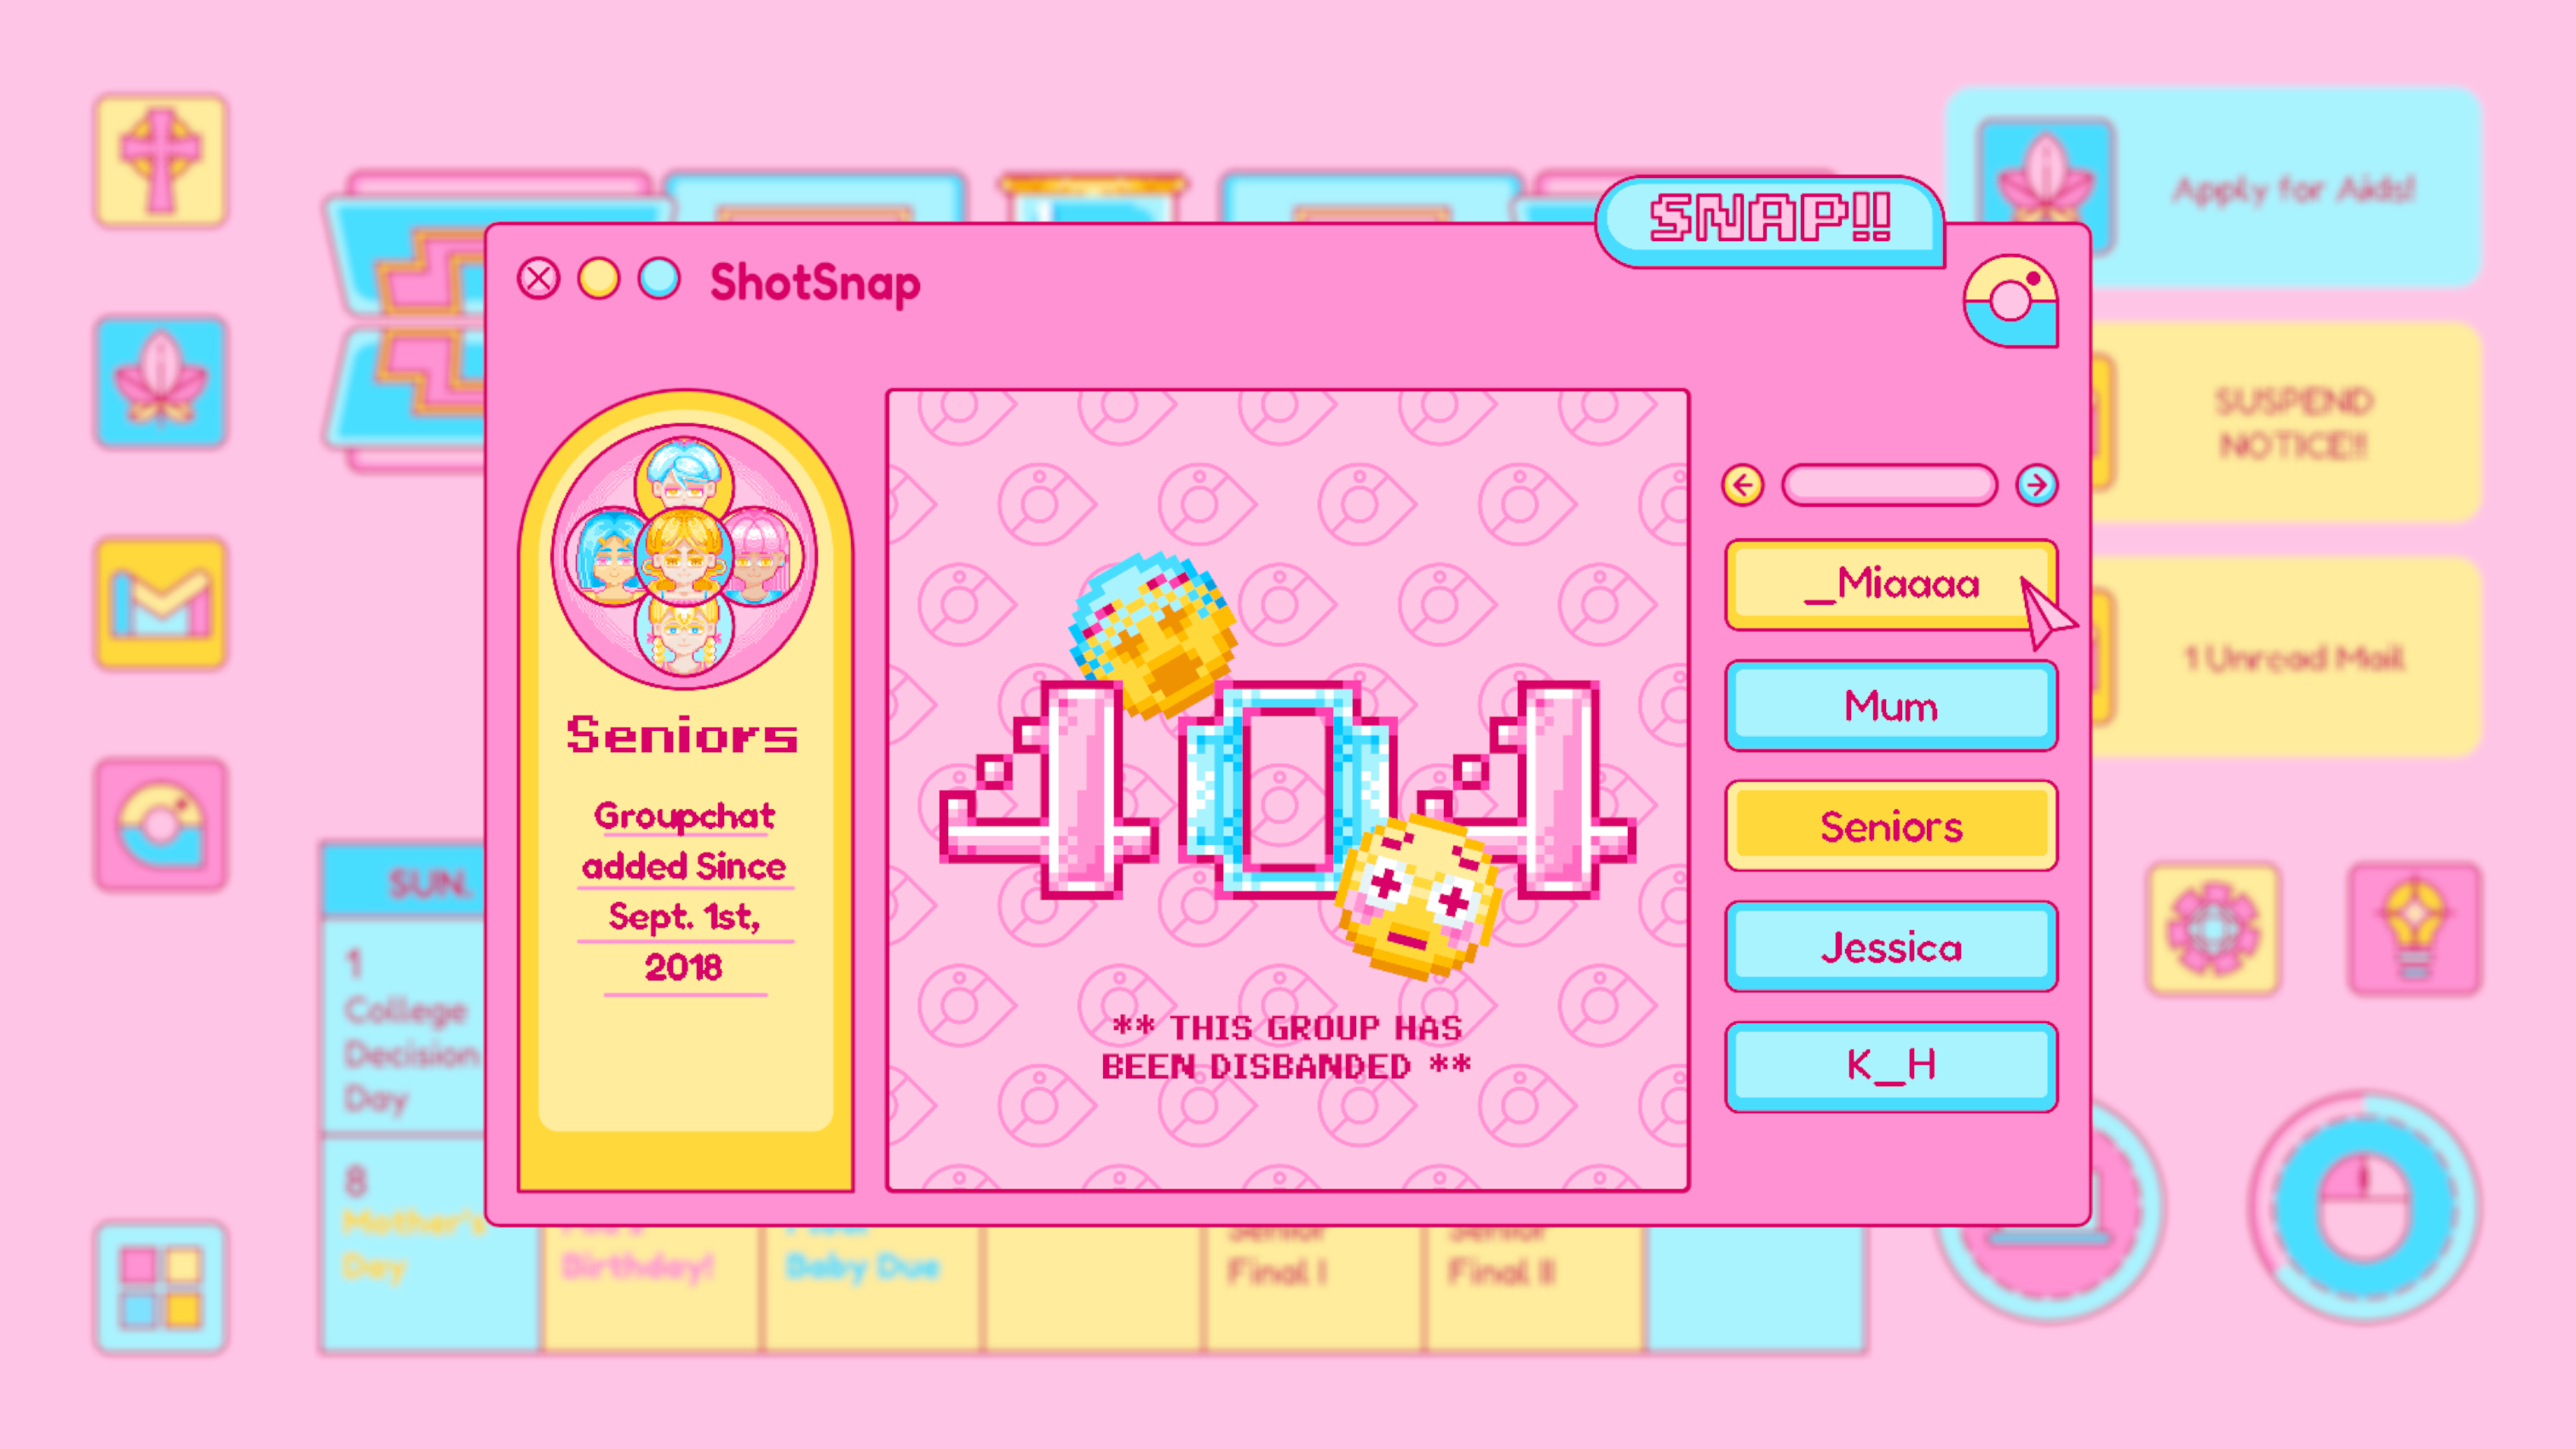 SNAP!!
ShotSnap
Seniors
Groupchat
added Since
Sept. 1st,
2018
404
** THIS GROUP HAS
BEEN DISBANDED **
_Miaaaa
Mum
Seniors
Jessica
K_H
Apply for Aids!
SUSPEND
NOTICE!!
1 Unread Mail
SUN.
1
College
Decision
Day
8
Mother's
Day
Birthday!
Baby Due
Senior
Final I
Senior
Final II